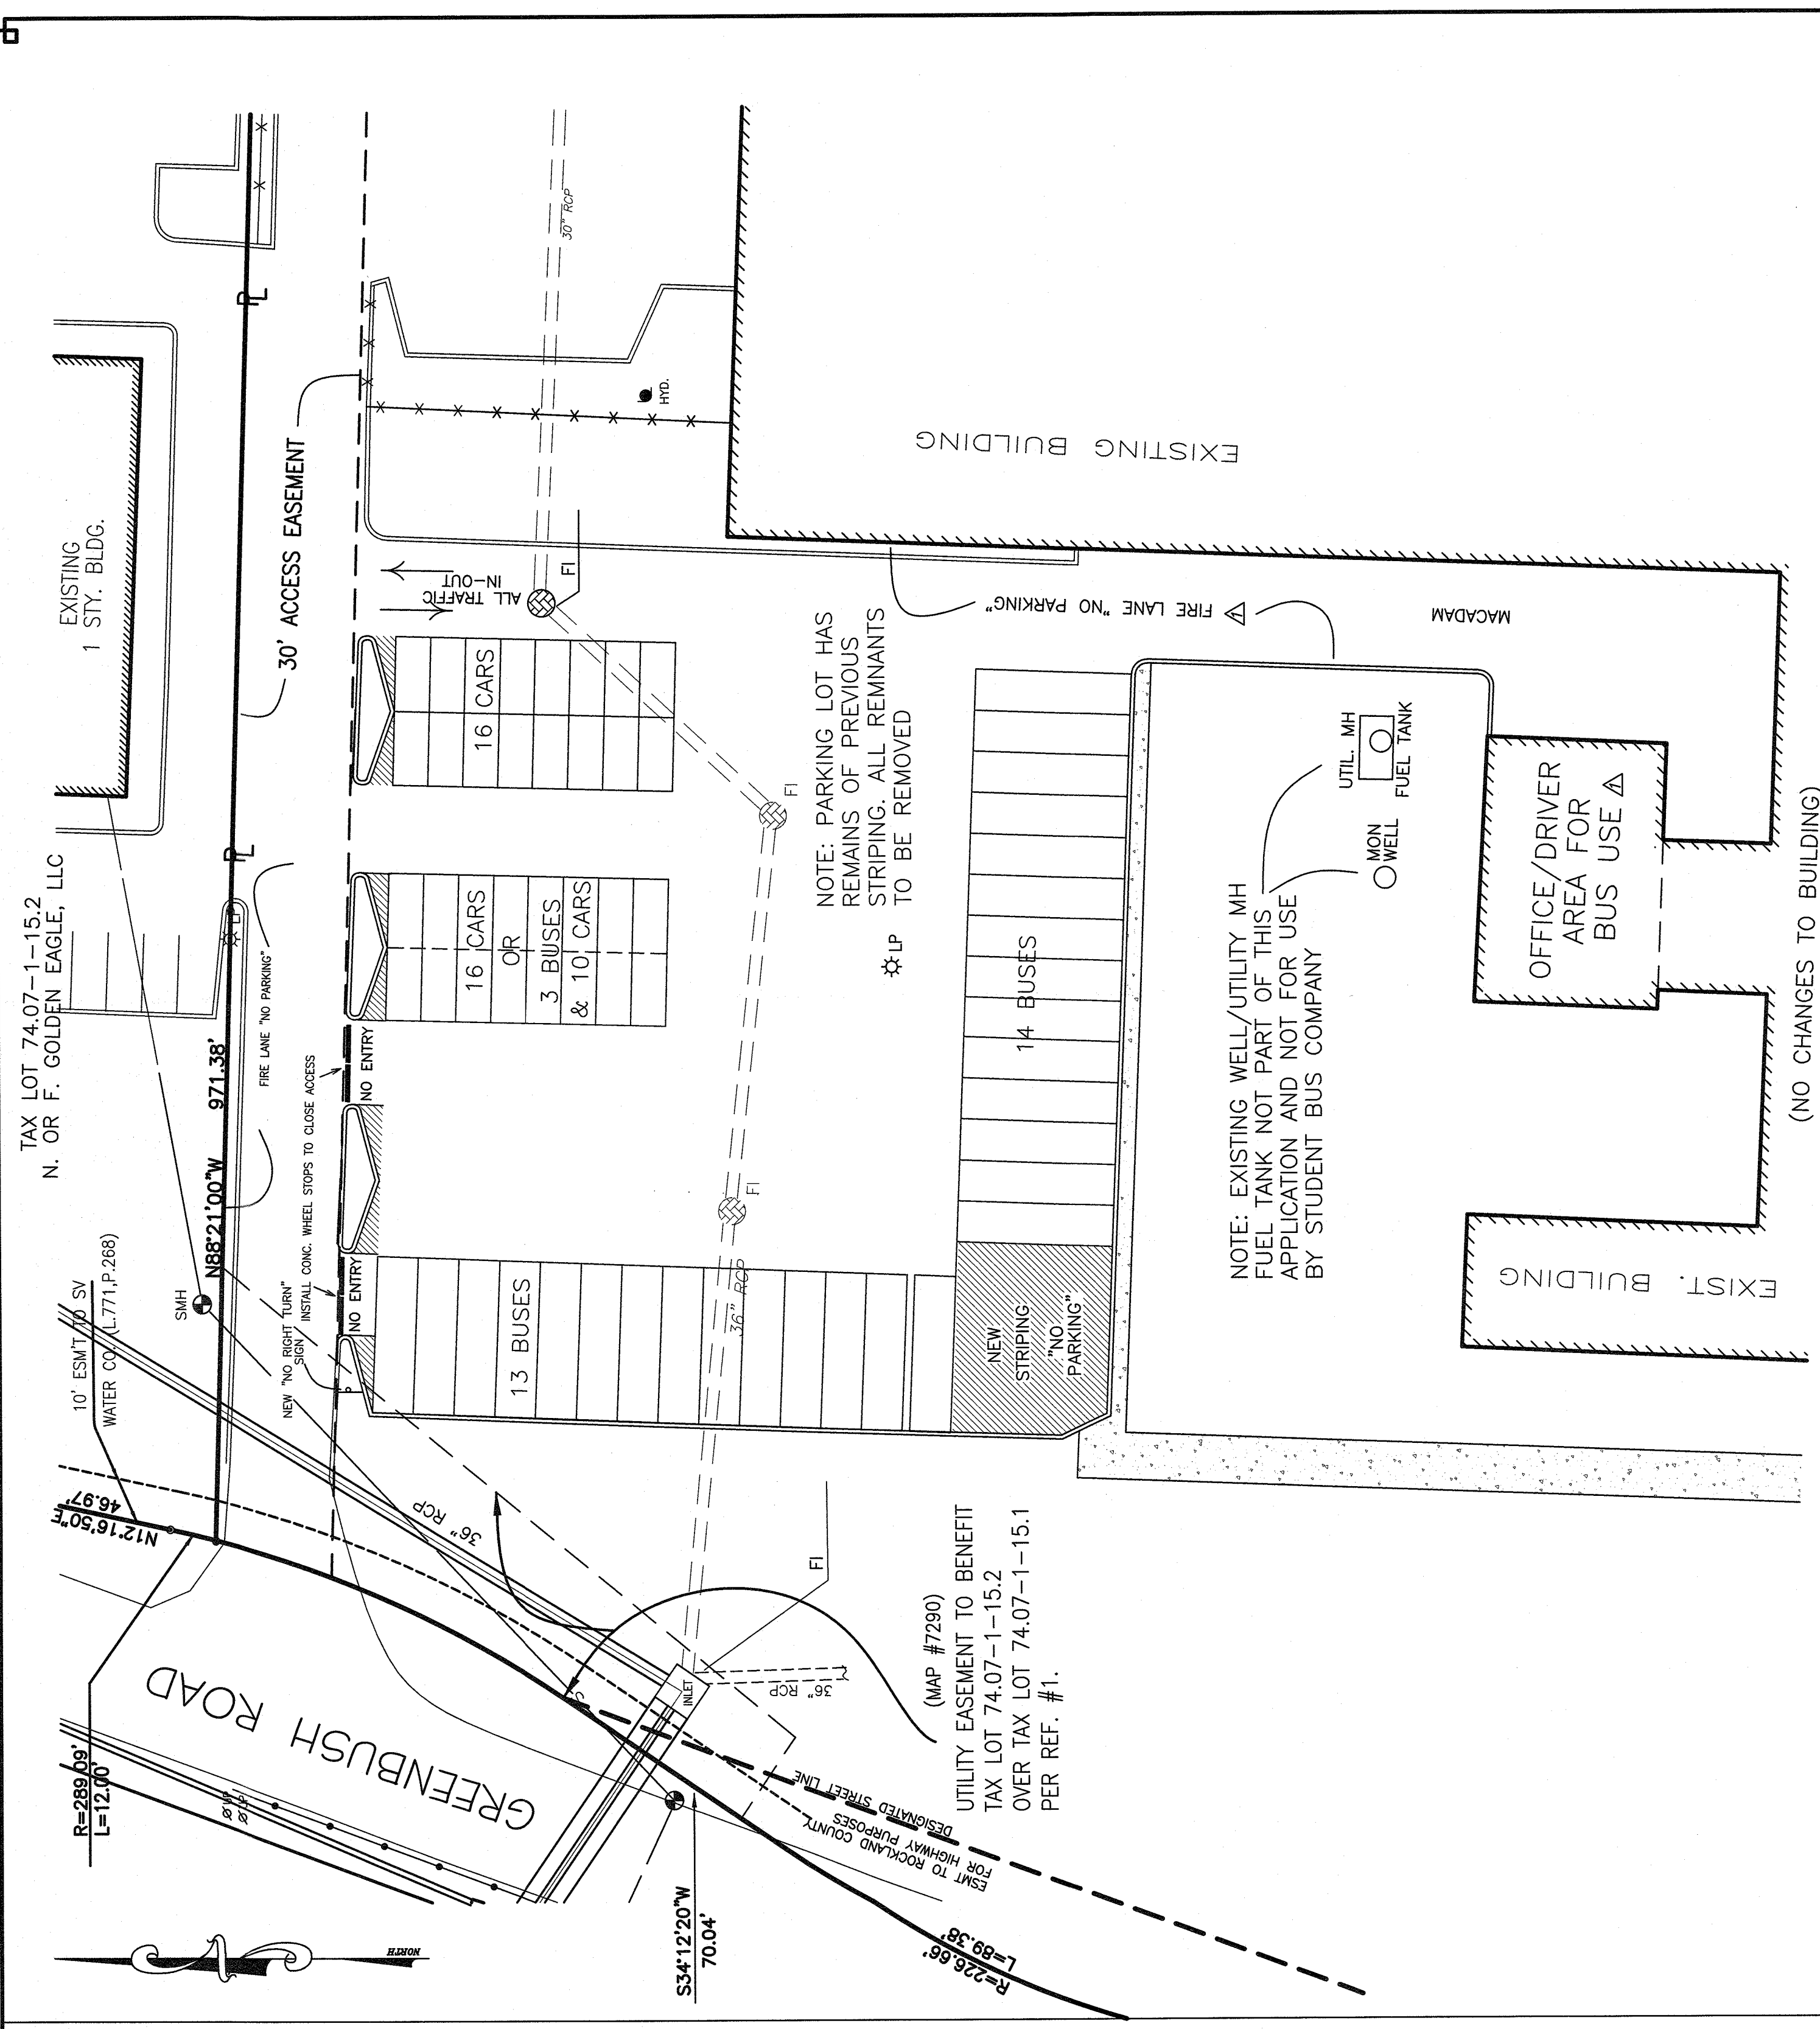 TAX LOT 74.07-1-15.2
N. OR F. GOLDEN EAGLE, LLC
EXISTING
1 STY. BLDG.
30' ACCESS EASEMENT
PL
PL
30" RCP
HYD.
EXISTING BUILDING
ALL TRAFFIC
IN-OUT
FI
FIRE LANE "NO PARKING"
MACADAM
16 CARS
NOTE: PARKING LOT HAS
REMAINS OF PREVIOUS
STRIPING. ALL REMNANTS
TO BE REMOVED
FI
16 CARS
OR
3 BUSES
& 10 CARS
LP
LP
14 BUSES
UTIL. MH
FUEL TANK
MON
WELL
OFFICE/DRIVER
AREA FOR
BUS USE
(NO CHANGES TO BUILDING)
NOTE: EXISTING WELL/UTILITY MH
FUEL TANK NOT PART OF THIS
APPLICATION AND NOT FOR USE
BY STUDENT BUS COMPANY
EXIST. BUILDING
FIRE LANE "NO PARKING"
N88°21'00"W 971.38'
INSTALL CONC. WHEEL STOPS TO CLOSE ACCESS
NO ENTRY
NO ENTRY
NEW "NO RIGHT TURN"
SIGN
SMH
10' ESM'T TO SV
WATER CO. (L.771,P.268)
FI
36" RCP
13 BUSES
NEW
STRIPING
"NO
PARKING"
N12°16'50"E
46.97'
36" RCP
R=289.09'
L=12.00'
GREENBUSH ROAD
INLET
36" RCP
FI
(MAP #7290)
UTILITY EASEMENT TO BENEFIT
TAX LOT 74.07-1-15.2
OVER TAX LOT 74.07-1-15.1
PER REF. #1.
DESIGNATED STREET LINE
ESMT TO ROCKLAND COUNTY
FOR HIGHWAY PURPOSES
S34°12'20"W
70.04'
R=226.66'
L=89.38'
NORTH